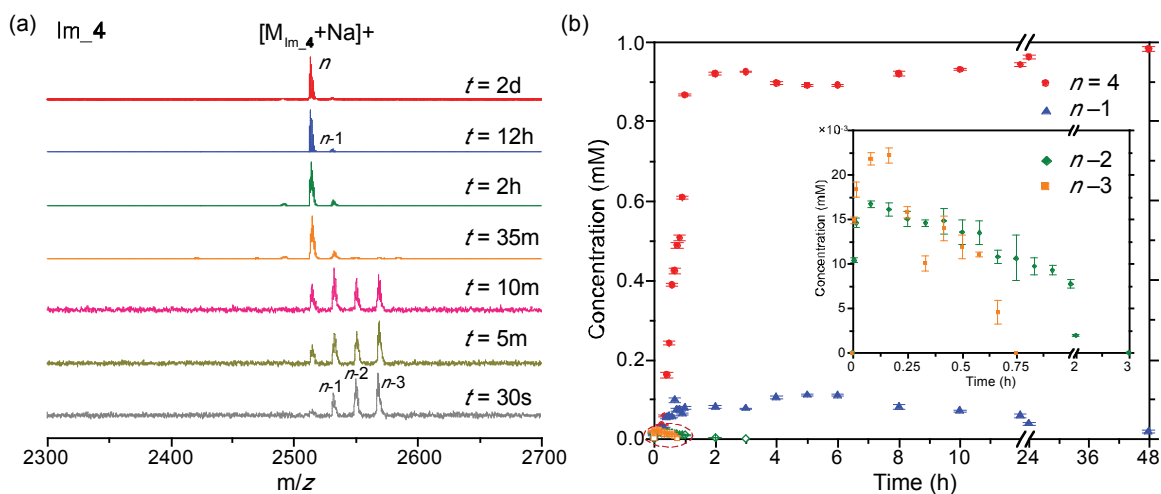 (a)
Im_4
[M Im_4+Na]+
n
t = 2d
n-1
t = 12h
t = 2h
t = 35m
t = 10m
t = 5m
n-1
n-2
n-3
t = 30s
2300
2400
2500
2600
2700
m/z
(b)
1.0
0.8
0.6
0.4
0.2
0.0
Concentration (mM)
n = 4
n−1
n−2
n−3
×10-3
20
15
10
5
0
Concentration (mM)
0
0.25
0.5
0.75
2
3
Time (h)
0
2
4
6
8
10
24
36
48
Time (h)